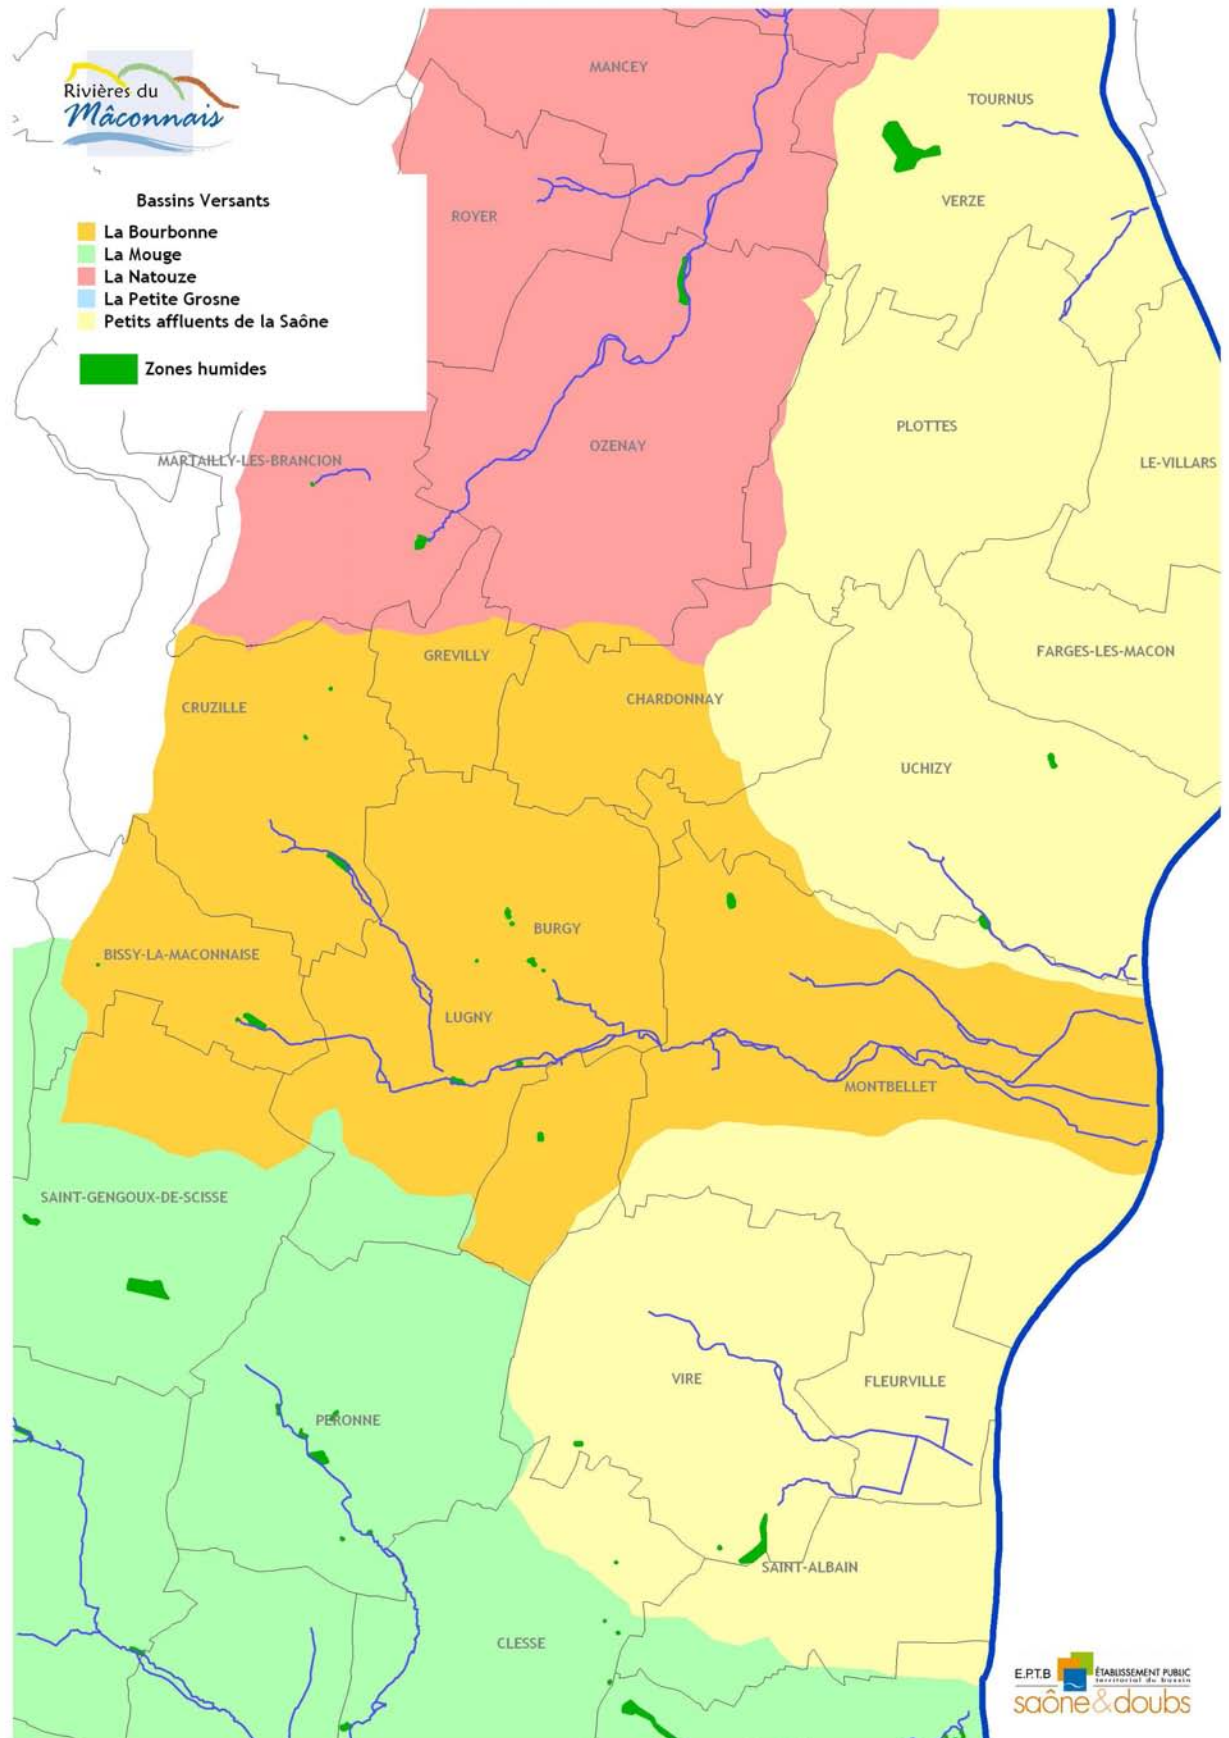 Rivières du
Mâconnais
Bassins Versants
La Bourbonne
La Mouge
La Natouze
La Petite Grosne
Petits affluents de la Saône
Zones humides
MANCEY
TOURNUS
VERZE
ROYER
PLOTTES
OZENAY
MARTAILLY-LES-BRANCION
LE-VILLARS
FARGES-LES-MACON
GREVILLY
CHARDONNAY
CRUZILLE
UCHIZY
BURGY
BISSY-LA-MACONNAISE
LUGNY
MONTBELLET
SAINT-GENGOUX-DE-SCISSE
VIRE
FLEURVILLE
PERONNE
SAINT-ALBAIN
CLESSE
E.P.T.B
ÉTABLISSEMENT PUBLIC
territorial du bassin
saône & doubs